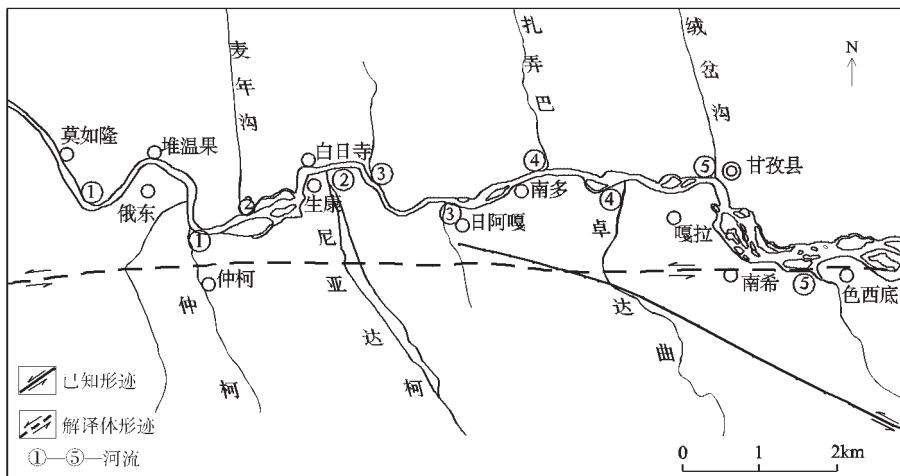 麦年沟
扎弄巴
绒岔沟
N
莫如隆
堆温果
白日寺
甘孜县
①
②
③
④
⑤
俄东
②
生康
②
③
南多
④
①
日阿嘎
嘎拉
卓达曲
尼亚达柯
仲柯
仲柯
南希
⑤
色西底
已知形迹
解译体形迹
①—⑤—河流
0 1 2km